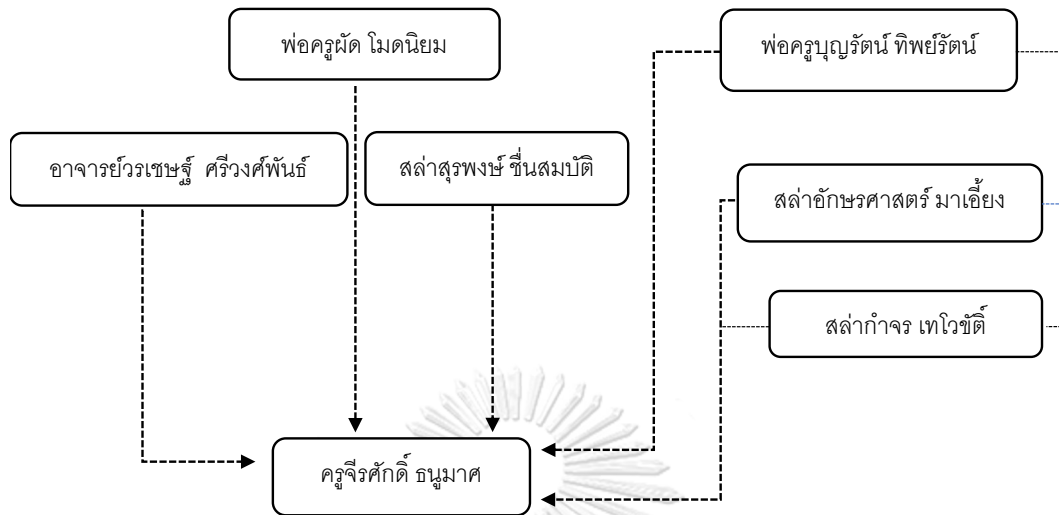 พ่อครูผัด โมดนิยม
พ่อครูบุญรัตน์ ทิพย์รัตน์
อาจารย์วรเชษฐ์ ศรีวงศ์พันธ์
สล่าสุรพงษ์ ชื่นสมบัติ
สล่าอักษรศาสตร์ มาเอี้ยง
สล่ากำจร เทโวขัติ์
ครูจีรศักดิ์ ธนูมาศ